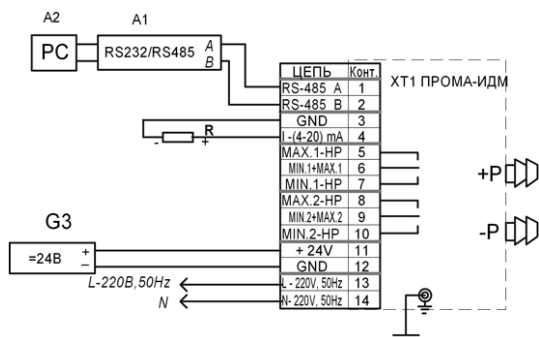 A2
A1
PC
RS232/RS485
A
B
ЦЕПЬ Конт.
XT1 ПРОМА-ИДМ
RS-485 A 1
RS-485 B 2
GND 3
I -(4-20) mA 4
R
- +
MAX.1-HP 5
MIN.1+MAX.1 6
MIN.1-HP 7
MAX.2-HP 8
MIN.2+MAX.2 9
MIN.2-HP 10
+P
-P
G3
=24В
+
–
+ 24V 11
GND 12
L-220В,50Hz
L - 220V, 50Hz 13
N
N- 220V, 50Hz 14